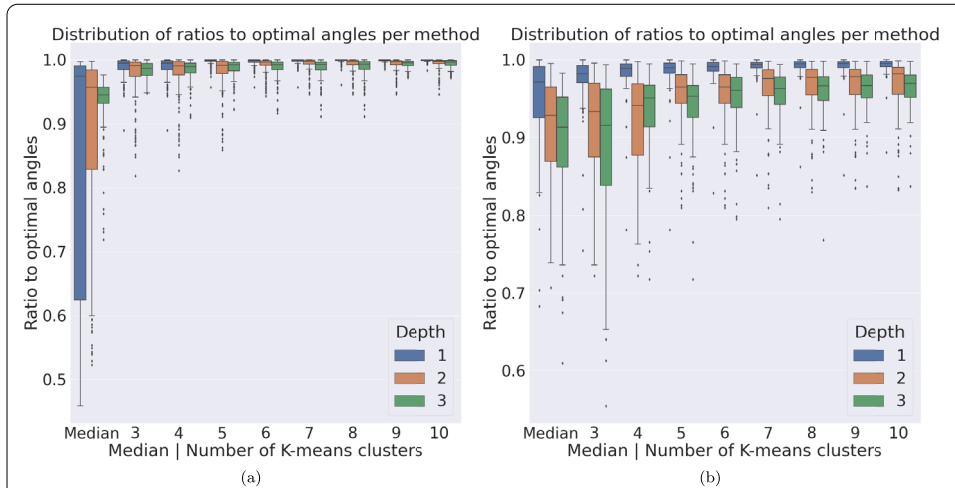 Distribution of ratios to optimal angles per method
Ratio to optimal angles
1.0
0.9
0.8
0.7
0.6
0.5
Depth
1
2
3
Median 3 4 5 6 7 8 9 10
Median | Number of K-means clusters
(a)
Distribution of ratios to optimal angles per method
Ratio to optimal angles
1.0
0.9
0.8
0.7
0.6
Depth
1
2
3
Median 3 4 5 6 7 8 9 10
Median | Number of K-means clusters
(b)